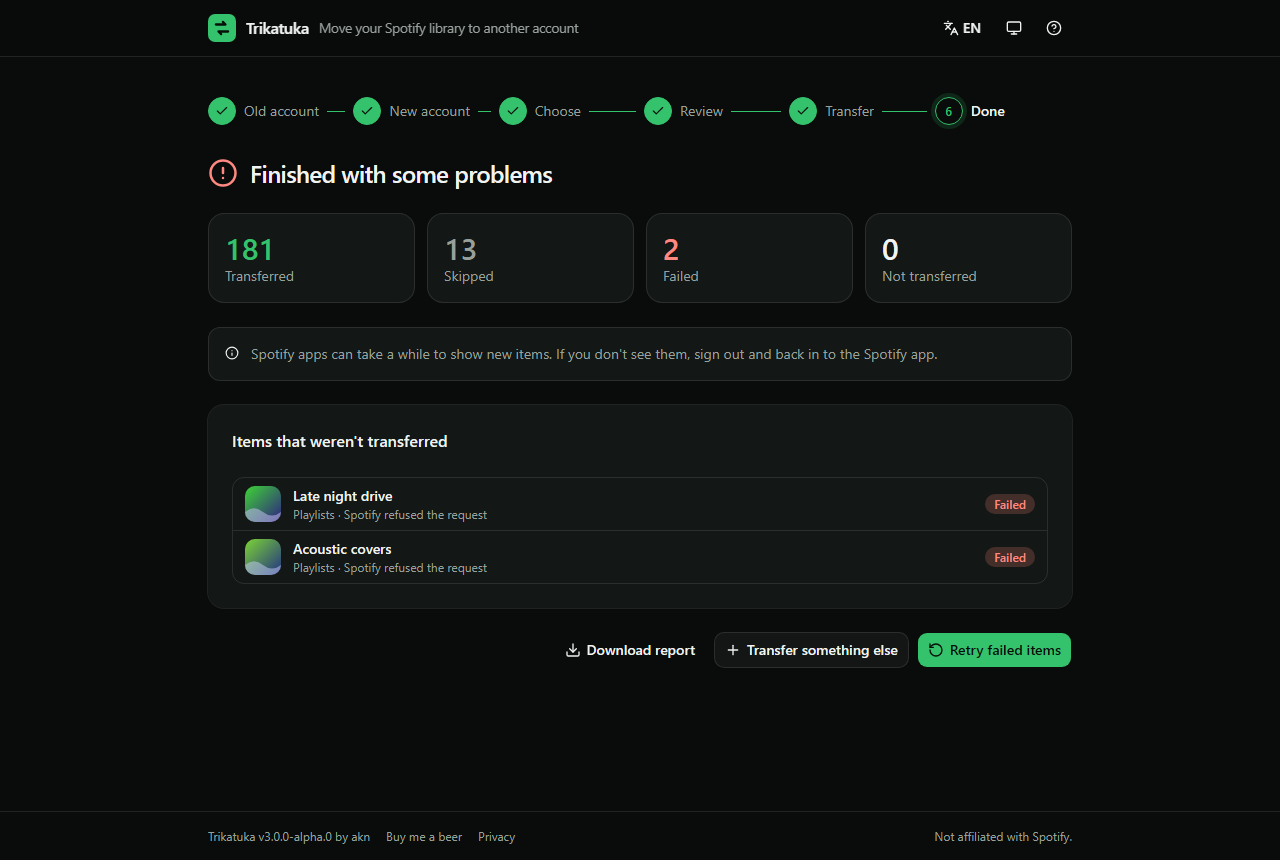 Trikatuka Move your Spotify library to another account EN
Old account New account Choose Review Transfer 6 Done
Finished with some problems
181 13 2 0
Transferred Skipped Failed Not transferred
Spotify apps can take a while to show new items. If you don't see them, sign out and back in to the Spotify app.
Items that weren't transferred
Late night drive
Playlists · Spotify refused the request
Failed
Acoustic covers
Playlists · Spotify refused the request
Failed
Download report Transfer something else Retry failed items
Trikatuka v3.0.0-alpha.0 by akn Buy me a beer Privacy Not affiliated with Spotify.